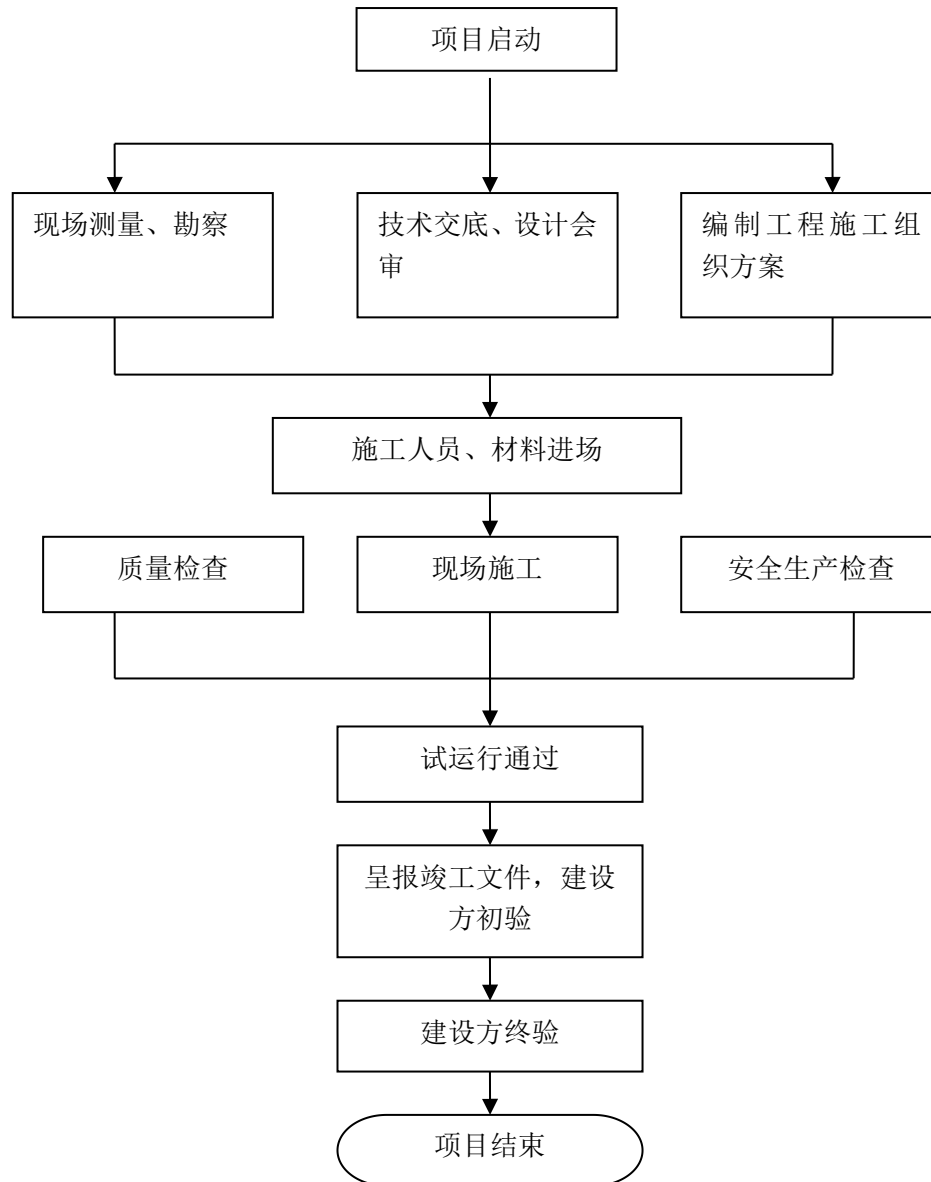 项目启动
现场测量、勘察
技术交底、设计会
审
编制工程施工组
织方案
施工人员、材料进场
质量检查
现场施工
安全生产检查
试运行通过
呈报竣工文件，建设
方初验
建设方终验
项目结束